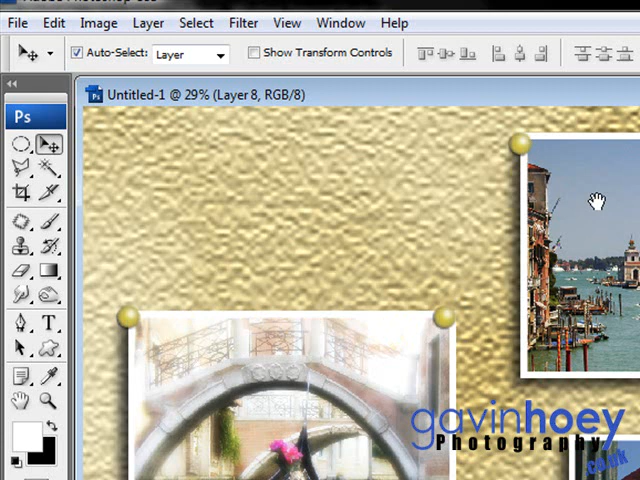 File Edit Image Layer Select Filter View Window Help
Auto-Select: Layer Show Transform Controls
Ps
Ps Untitled-1 @ 29% (Layer 8, RGB/8)
T
gavinhoey
Photography
.co.uk